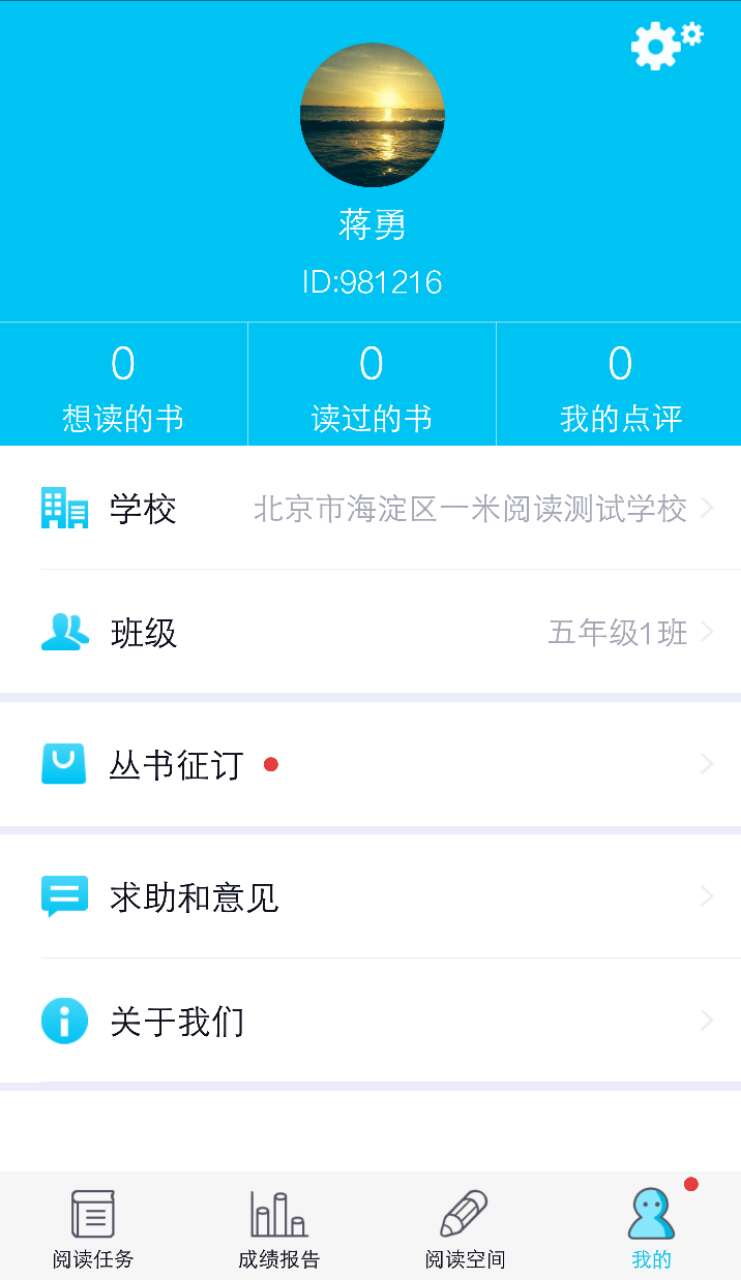 蒋勇
ID:981216
0 0 0
想读的书 读过的书 我的点评
学校 北京市海淀区一米阅读测试学校
班级 五年级1班
丛书征订
求助和意见
关于我们
阅读任务 成绩报告 阅读空间 我的